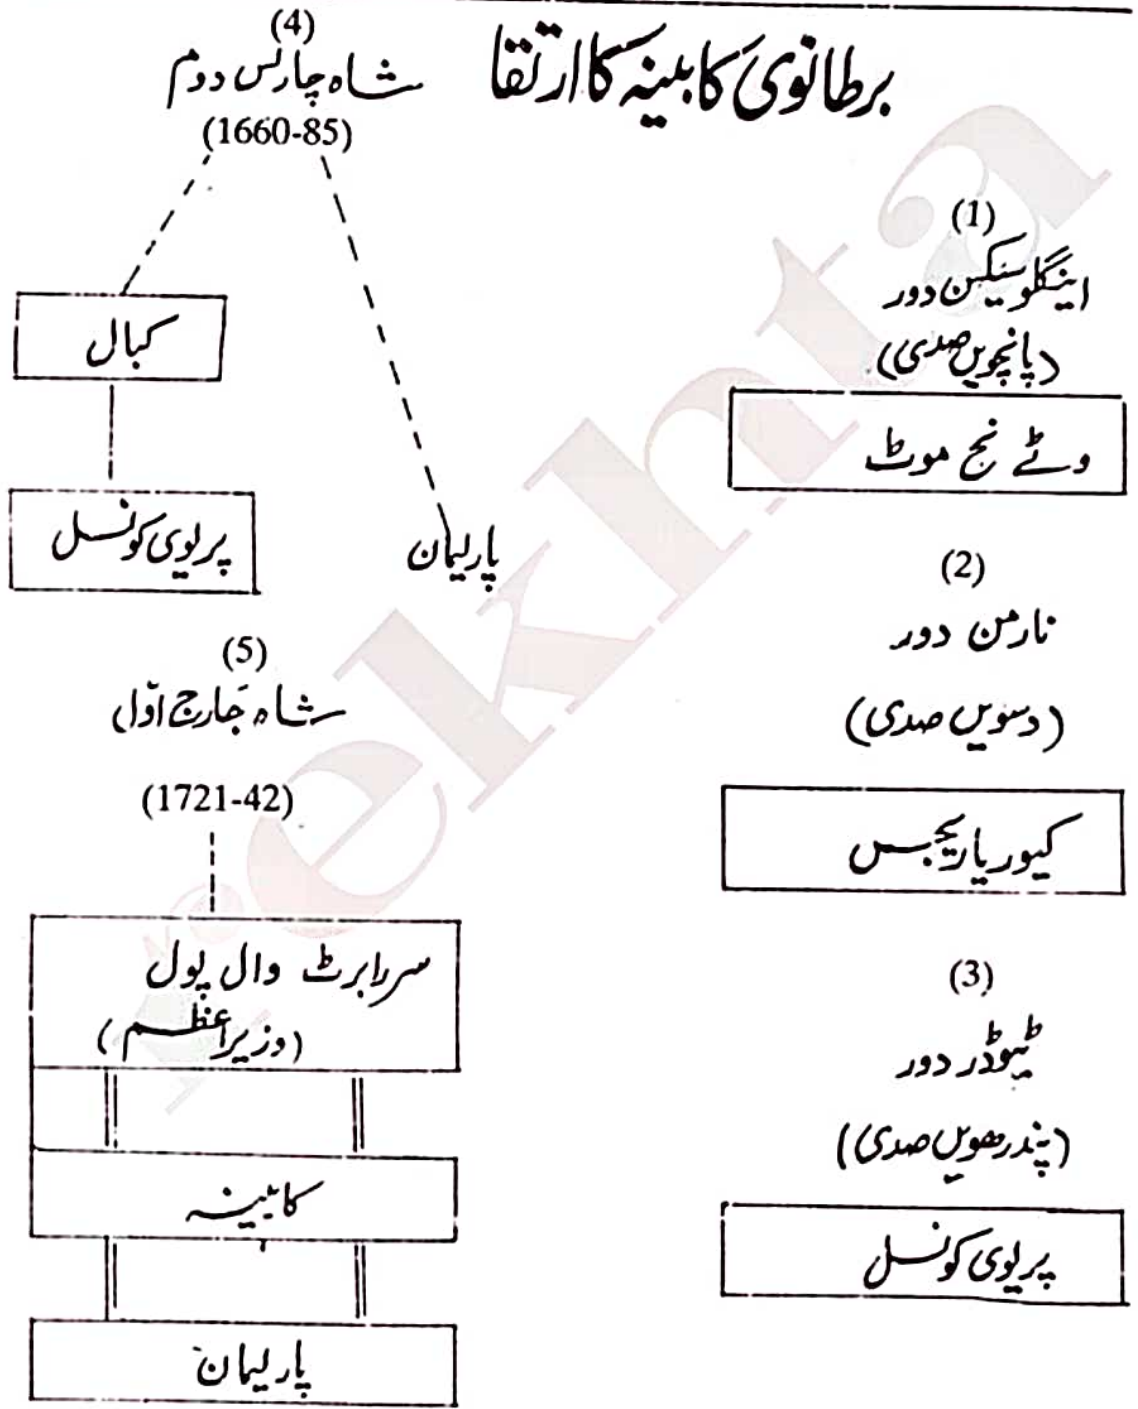 برطانوی کابینہ کا ارتقا
(1)
اینگلو سیکسن دور
(پانچویں صدی)
وٹے نج موٹ
(2)
نارمن دور
(دسویں صدی)
کیوریا ریجس
(3)
ٹیوڈر دور
(پندرھویں صدی)
پریوی کونسل
(4)
شاہ چارلس دوم
(1660-85)
کبال
پریوی کونسل
پارلیمان
(5)
شاہ جارج اوّل
(1721-42)
سر رابرٹ وال پول
(وزیر اعظم)
کابینہ
پارلیمان
rekhta